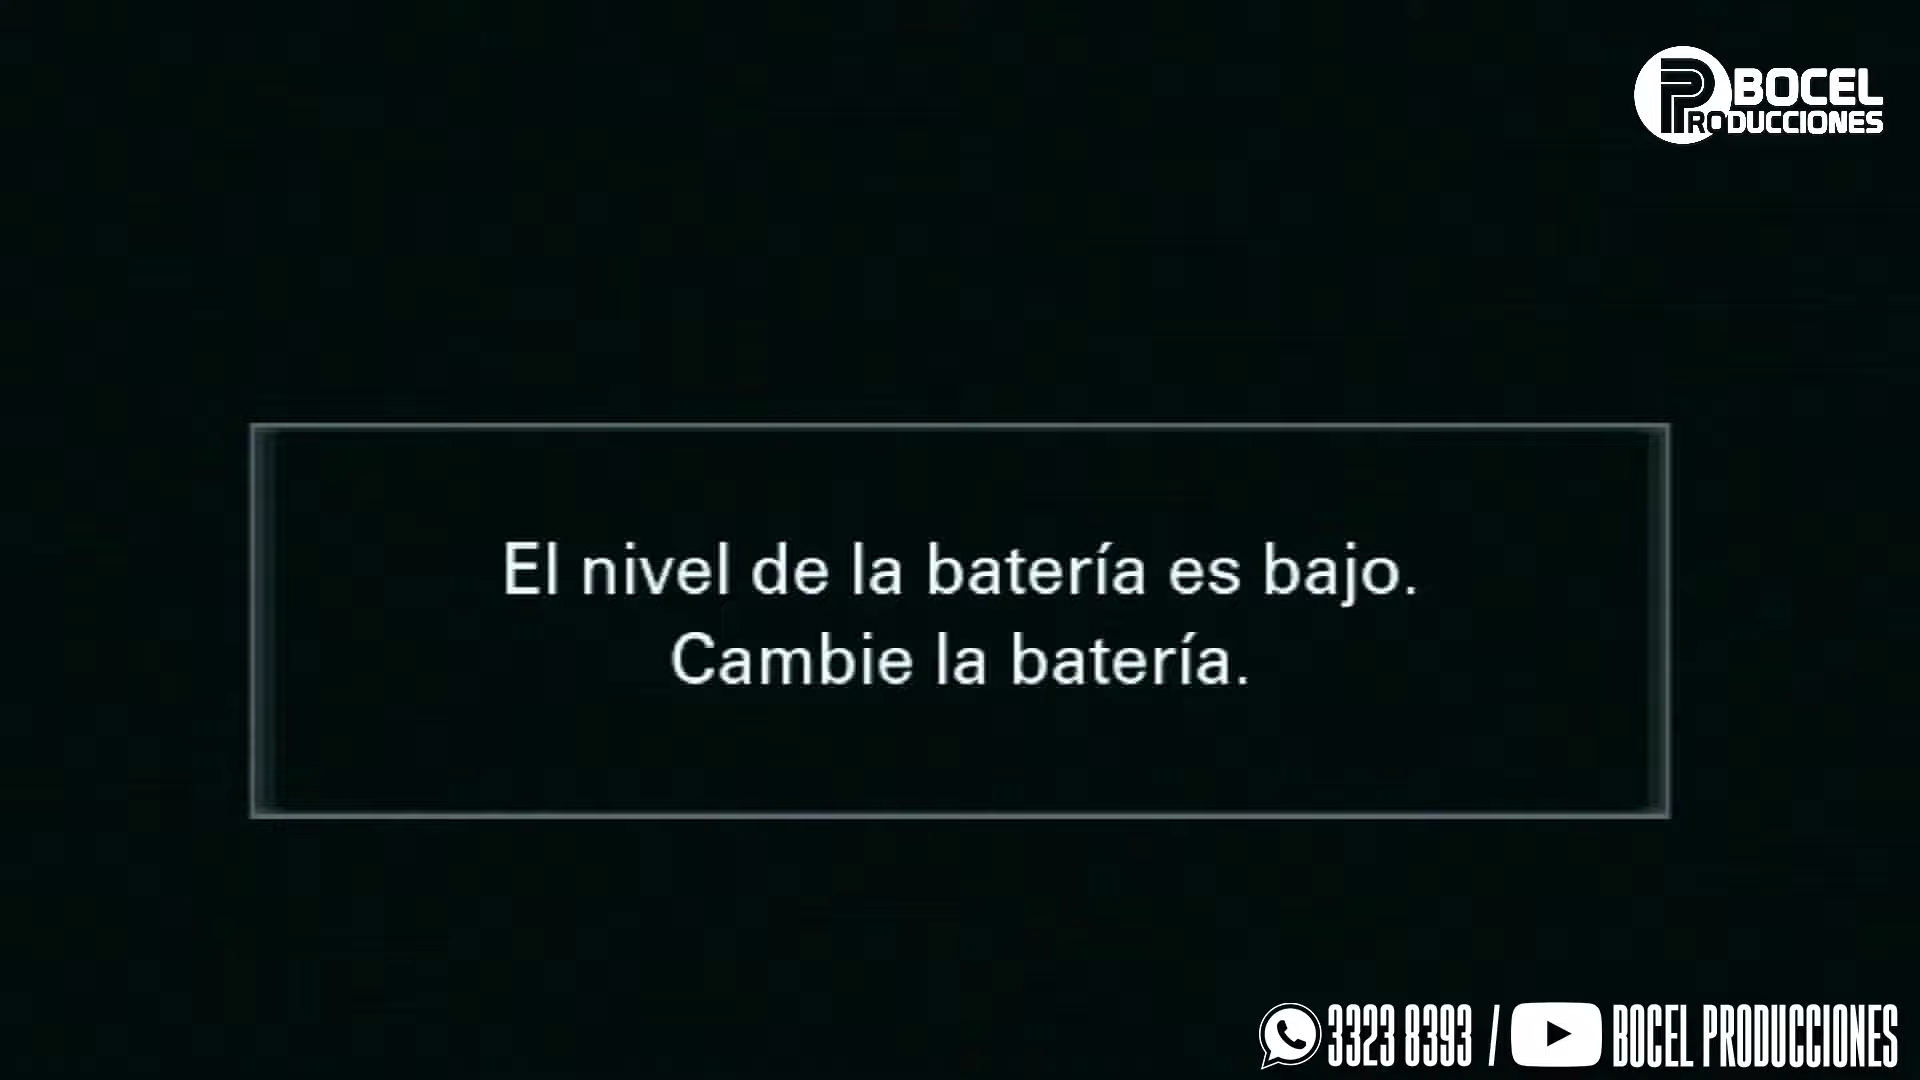 BOCEL
PRODUCCIONES
El nivel de la batería es bajo.
Cambie la batería.
3323 8393 / BOCEL PRODUCCIONES